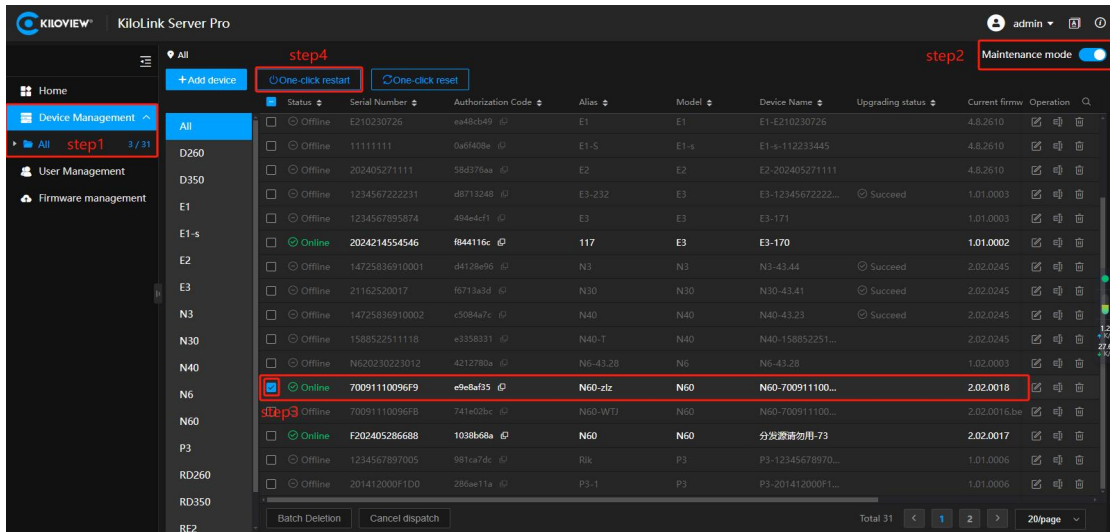 KILOVIEW® KiloLink Server Pro admin
All step4 step2 Maintenance mode
+Add device One-click restart One-click reset
Home
Device Management
All step1 3 / 31
User Management
Firmware management
All
D260
D350
E1
E1-s
E2
E3
N3
N30
N40
N6
N60
P3
RD260
RD350
RE2
Status Serial Number Authorization Code Alias Model Device Name Upgrading status Current firmw Operation
Offline E210230726 ea48cb49 E1 E1 E1-E210230726 4.8.2610
Offline 11111111 0a6f408e E1-S E1-s E1-s-112233445 4.8.2610
Offline 202405271111 58d376aa E2 E2 E2-202405271111 4.8.2610
Offline 1234567222231 d8713248 E3-232 E3 E3-12345672222... Succeed 1.01.0003
Offline 1234567895874 494e4cf1 E3 E3 E3-171 1.01.0003
Online 2024214554546 f844116c 117 E3 E3-170 1.01.0002
Offline 14725836910001 d4128e96 N3 N3 N3-43.44 Succeed 2.02.0245
Offline 21162520017 f6713a3d N30 N30 N30-43.41 Succeed 2.02.0245
Offline 14725836910002 c5084a7c N40 N40 N40-43.23 Succeed 2.02.0245
Offline 1588522511118 e3358331 N40-T N40 N40-158852251... 2.02.0245
Offline N620230223012 4212780a N6-43.28 N6 N6-43.28 1.02.0003
Online 70091110096F9 e9e8af35 N60-zlz N60 N60-700911100... 2.02.0018
step3 Offline 70091110096FB 741e02bc N60-WTJ N60 N60-700911100... 2.02.0016.be
Online F202405286688 1038b68a N60 N60 分发源请勿用-73 2.02.0017
Offline 1234567897005 981ca7dc Rik P3 P3-12345678970... 1.01.0006
Offline 201412000F1D0 286ae11a P3-1 P3 P3-201412000F1... 1.01.0006
Batch Deletion Cancel dispatch Total 31 1 2 20/page